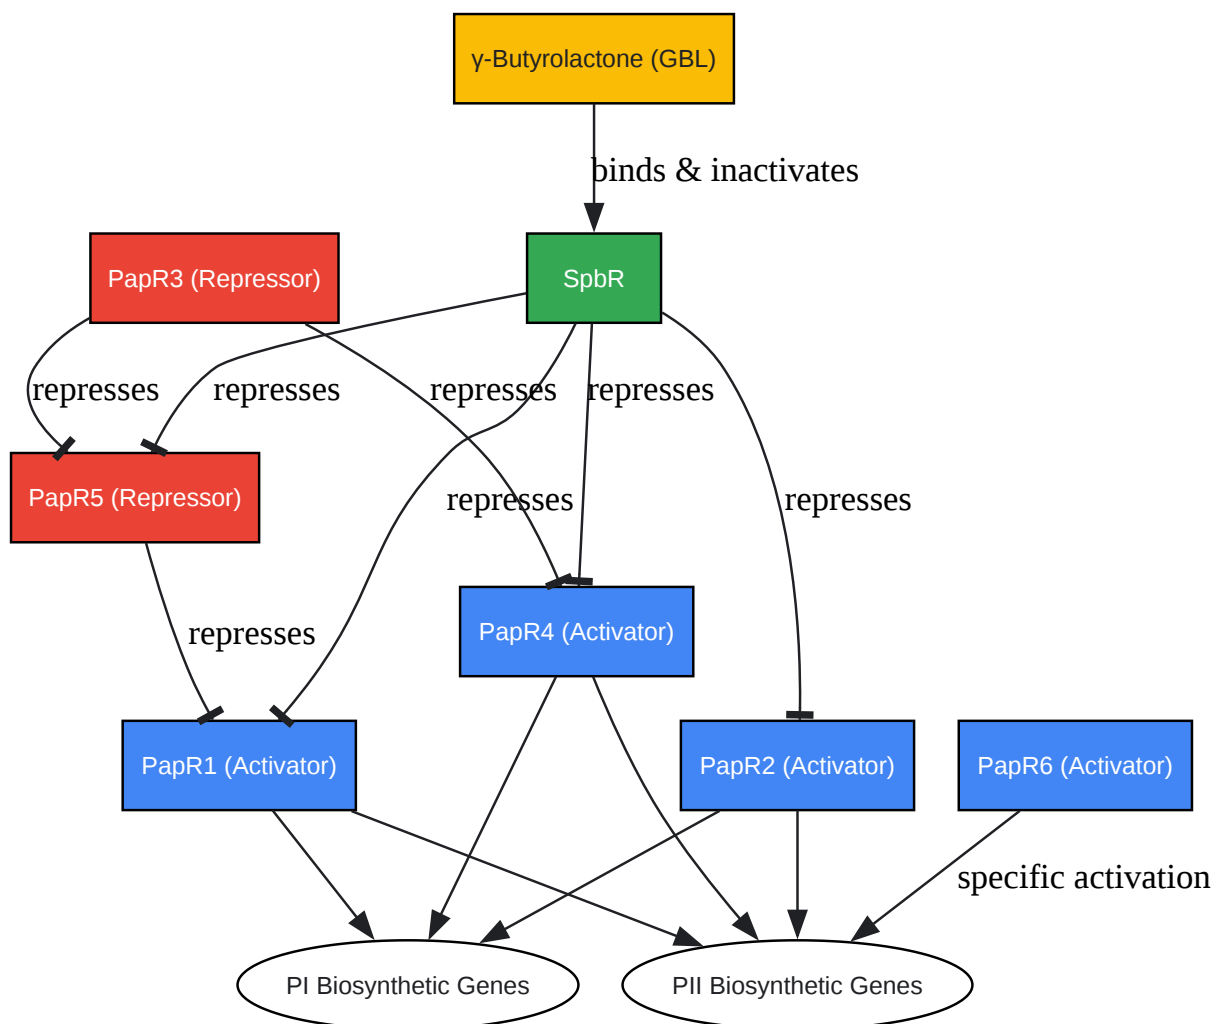 γ-Butyrolactone (GBL)
binds & inactivates
PapR3 (Repressor)
SpbR
represses
represses
represses
represses
PapR5 (Repressor)
represses
represses
represses
PapR4 (Activator)
PapR1 (Activator)
PapR2 (Activator)
PapR6 (Activator)
specific activation
PI Biosynthetic Genes
PII Biosynthetic Genes